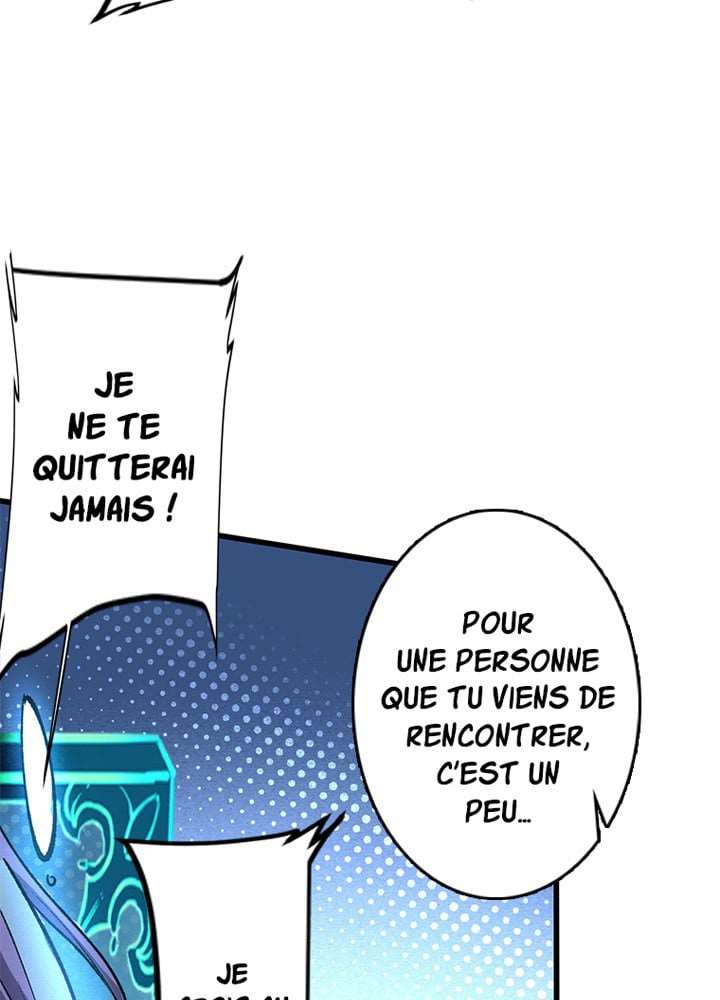 JE
NE TE
QUITTERAI
JAMAIS !
POUR
UNE PERSONNE
QUE TU VIENS DE
RENCONTRER,
C'EST UN
PEU...
JE